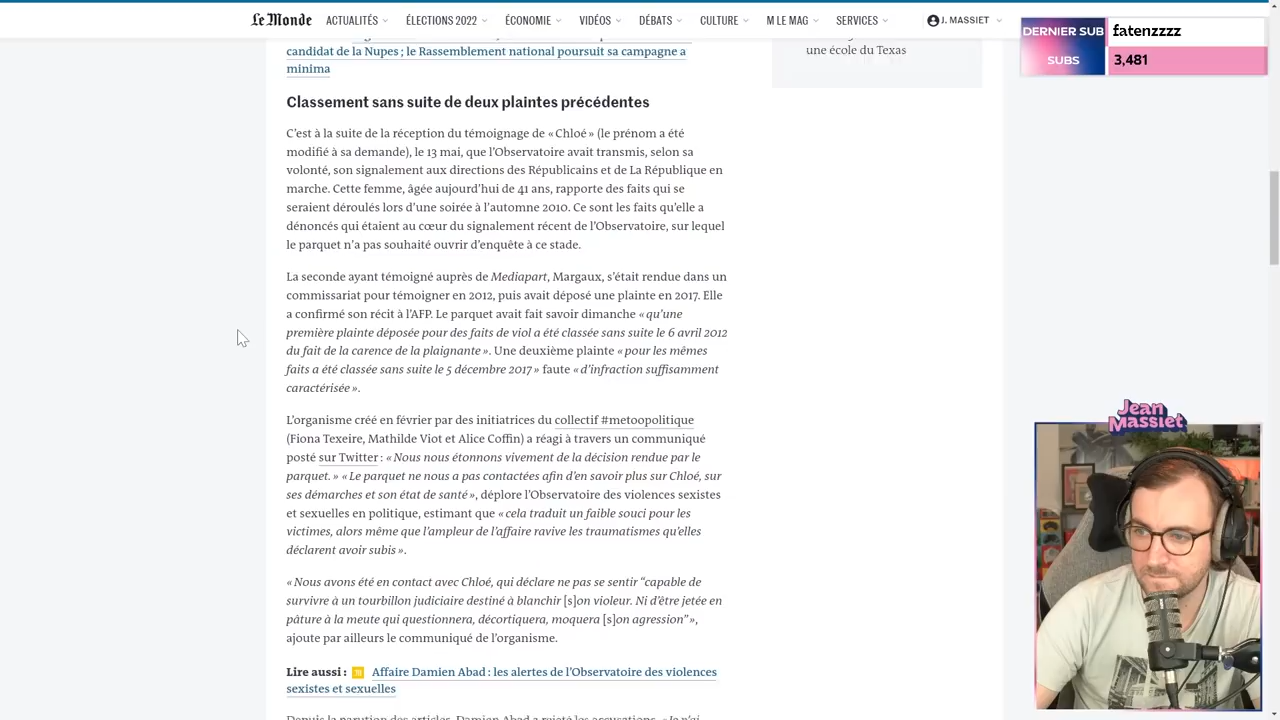 Le Monde ACTUALITÉS ÉLECTIONS 2022 ÉCONOMIE VIDÉOS DÉBATS CULTURE M LE MAG SERVICES J. MASSIET
DERNIER SUB fatenzzzz
SUBS 3,481
candidat de la Nupes ; le Rassemblement national poursuit sa campagne a
minima
une école du Texas
Classement sans suite de deux plaintes précédentes
C’est à la suite de la réception du témoignage de « Chloé » (le prénom a été
modifié à sa demande), le 13 mai, que l’Observatoire avait transmis, selon sa
volonté, son signalement aux directions des Républicains et de La République en
marche. Cette femme, âgée aujourd’hui de 41 ans, rapporte des faits qui se
seraient déroulés lors d’une soirée à l’automne 2010. Ce sont les faits qu’elle a
dénoncés qui étaient au cœur du signalement récent de l’Observatoire, sur lequel
le parquet n’a pas souhaité ouvrir d’enquête à ce stade.
La seconde ayant témoigné auprès de Mediapart, Margaux, s’était rendue dans un
commissariat pour témoigner en 2012, puis avait déposé une plainte en 2017. Elle
a confirmé son récit à l’AFP. Le parquet avait fait savoir dimanche « qu’une
première plainte déposée pour des faits de viol a été classée sans suite le 6 avril 2012
du fait de la carence de la plaignante ». Une deuxième plainte « pour les mêmes
faits a été classée sans suite le 5 décembre 2017 » faute « d’infraction suffisamment
caractérisée ».
L’organisme créé en février par des initiatrices du collectif #metoopolitique
(Fiona Texeire, Mathilde Viot et Alice Coffin) a réagi à travers un communiqué
posté sur Twitter : « Nous nous étonnons vivement de la décision rendue par le
parquet. » « Le parquet ne nous a pas contactées afin d’en savoir plus sur Chloé, sur
ses démarches et son état de santé », déplore l’Observatoire des violences sexistes
et sexuelles en politique, estimant que « cela traduit un faible souci pour les
victimes, alors même que l’ampleur de l’affaire ravive les traumatismes qu’elles
déclarent avoir subis ».
« Nous avons été en contact avec Chloé, qui déclare ne pas se sentir “capable de
survivre à un tourbillon judiciaire destiné à blanchir [s]on violeur. Ni d’être jetée en
pâture à la meute qui questionnera, décortiquera, moquera [s]on agression” »,
ajoute par ailleurs le communiqué de l’organisme.
Lire aussi : Affaire Damien Abad : les alertes de l’Observatoire des violences
sexistes et sexuelles
Depuis la parution des articles, Damien Abad a rejeté les accusations. « Je n’ai
Jean
Massiet